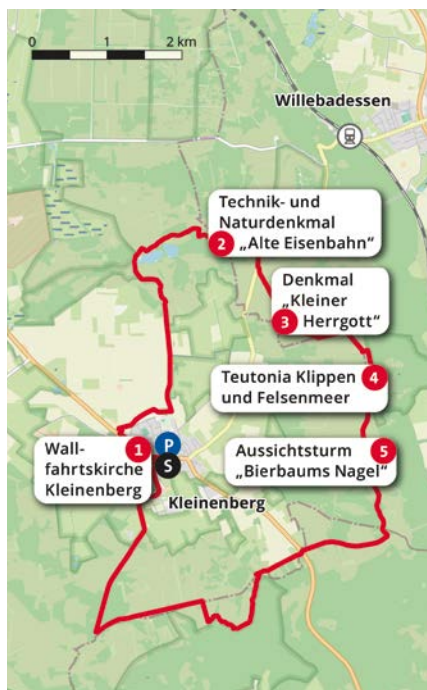 0 1 2 km
Willebadessen
Technik- und
Naturdenkmal
2 „Alte Eisenbahn“
Denkmal
„Kleiner
3 Herrgott“
Teutonia Klippen 4
und Felsenmeer
Wall- 1
fahrtskirche
Kleinenberg
P
S
Aussichtsturm 5
„Bierbaums Nagel“
Kleinenberg